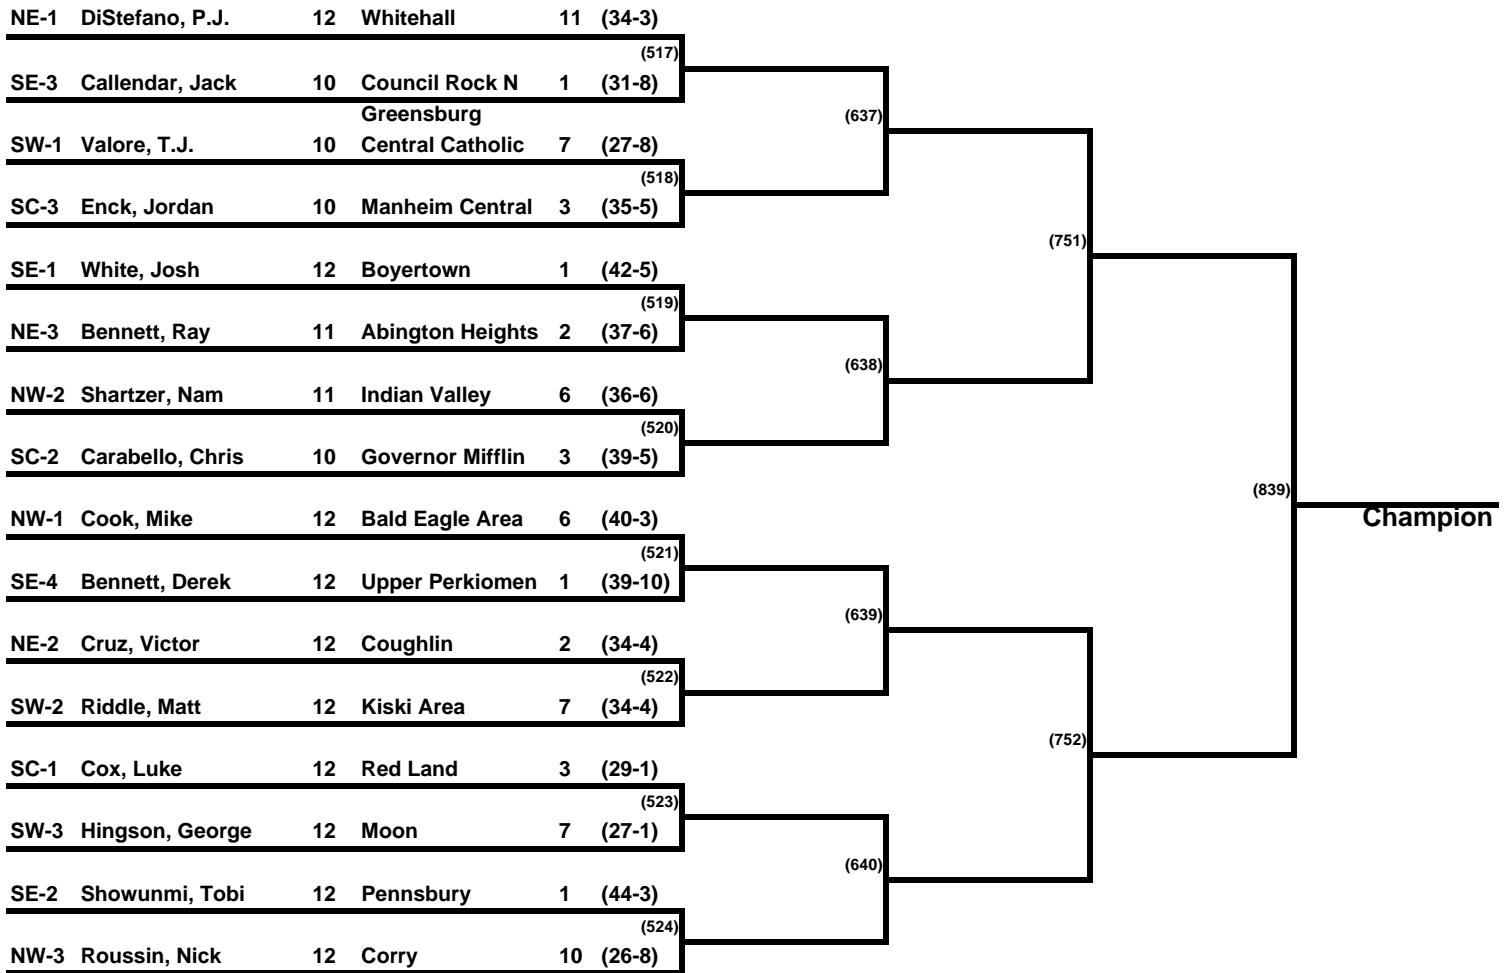 NE-1 DiStefano, P.J. 12 Whitehall 11 (34-3)
(517)
SE-3 Callendar, Jack 10 Council Rock N 1 (31-8)
Greensburg
(637)
SW-1 Valore, T.J. 10 Central Catholic 7 (27-8)
(518)
SC-3 Enck, Jordan 10 Manheim Central 3 (35-5)
(751)
SE-1 White, Josh 12 Boyertown 1 (42-5)
(519)
NE-3 Bennett, Ray 11 Abington Heights 2 (37-6)
(638)
NW-2 Shartzer, Nam 11 Indian Valley 6 (36-6)
(520)
SC-2 Carabello, Chris 10 Governor Mifflin 3 (39-5)
(839)
NW-1 Cook, Mike 12 Bald Eagle Area 6 (40-3)
Champion
(521)
SE-4 Bennett, Derek 12 Upper Perkiomen 1 (39-10)
(639)
NE-2 Cruz, Victor 12 Coughlin 2 (34-4)
(522)
SW-2 Riddle, Matt 12 Kiski Area 7 (34-4)
(752)
SC-1 Cox, Luke 12 Red Land 3 (29-1)
(523)
SW-3 Hingson, George 12 Moon 7 (27-1)
(640)
SE-2 Showunmi, Tobi 12 Pennsbury 1 (44-3)
(524)
NW-3 Roussin, Nick 12 Corry 10 (26-8)